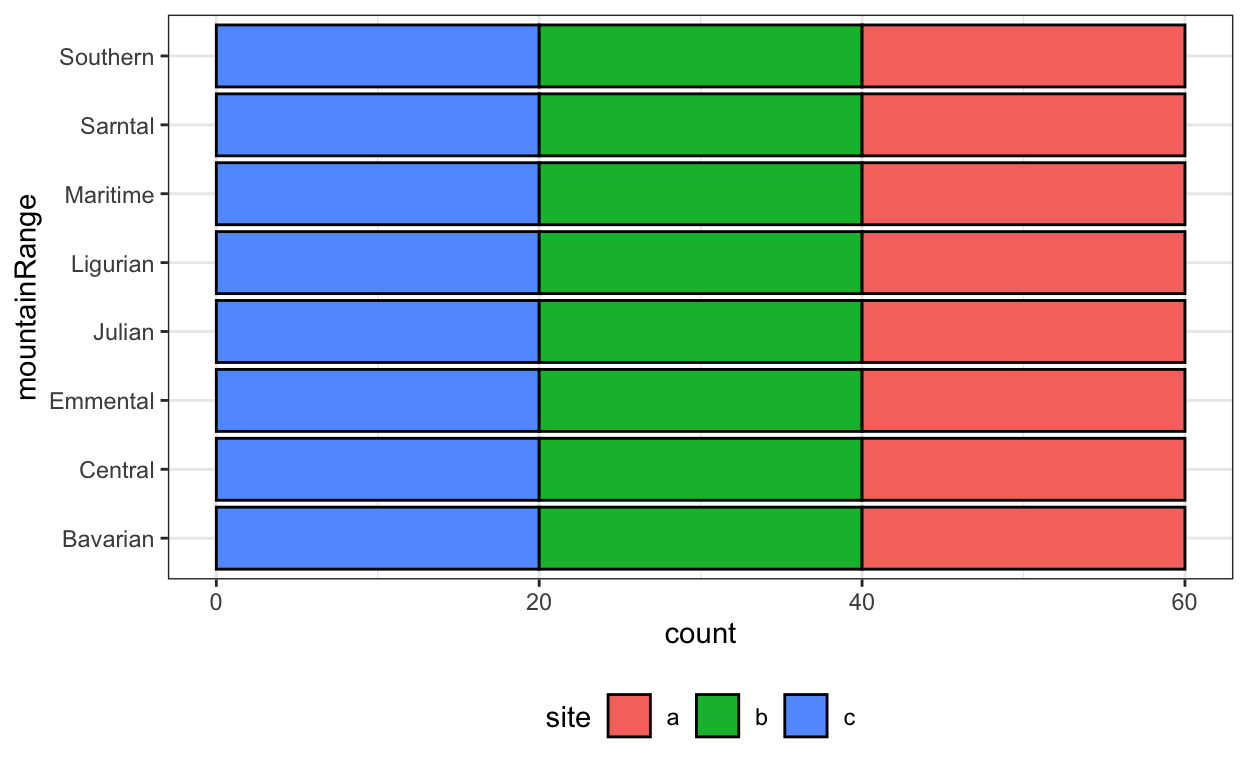 Southern
Sarntal
Maritime
Ligurian
Julian
Emmental
Central
Bavarian
mountainRange
0 20 40 60
count
site a b c